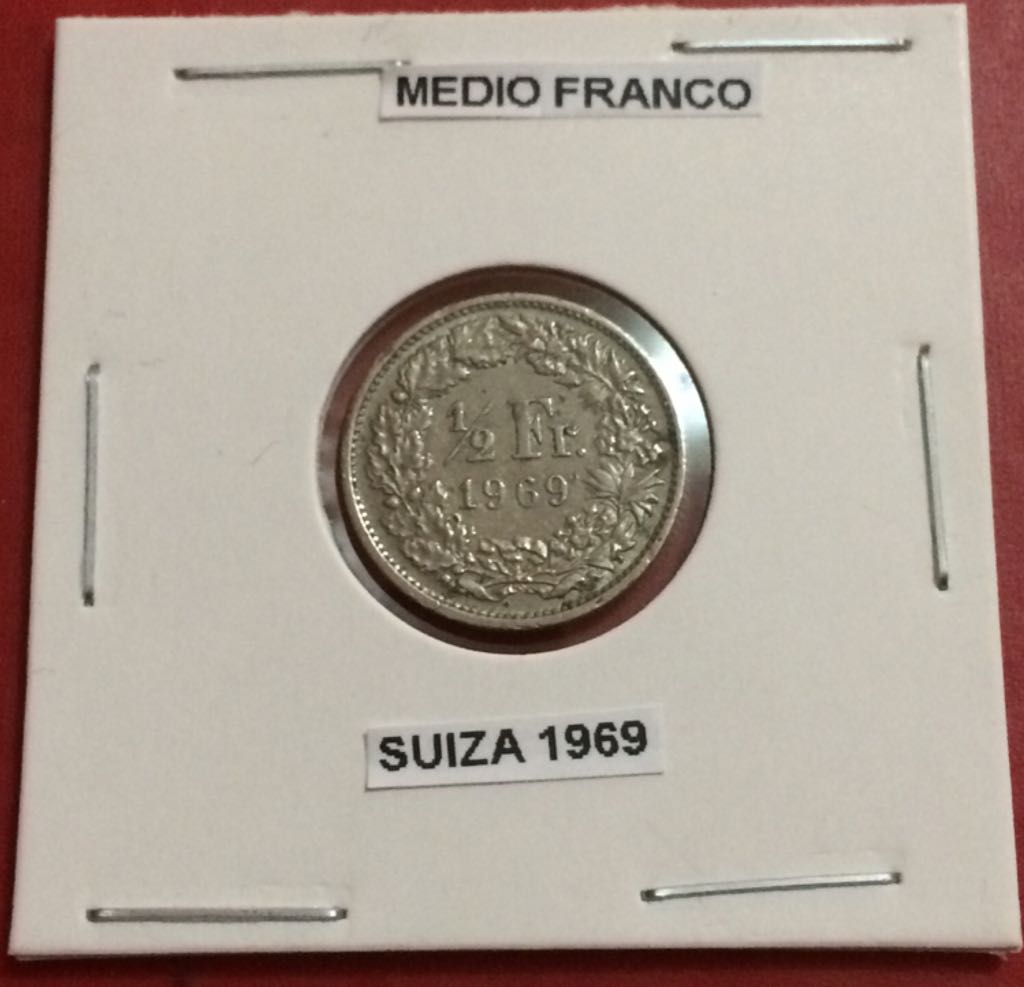 MEDIO FRANCO
½ Fr.
1969
SUIZA 1969